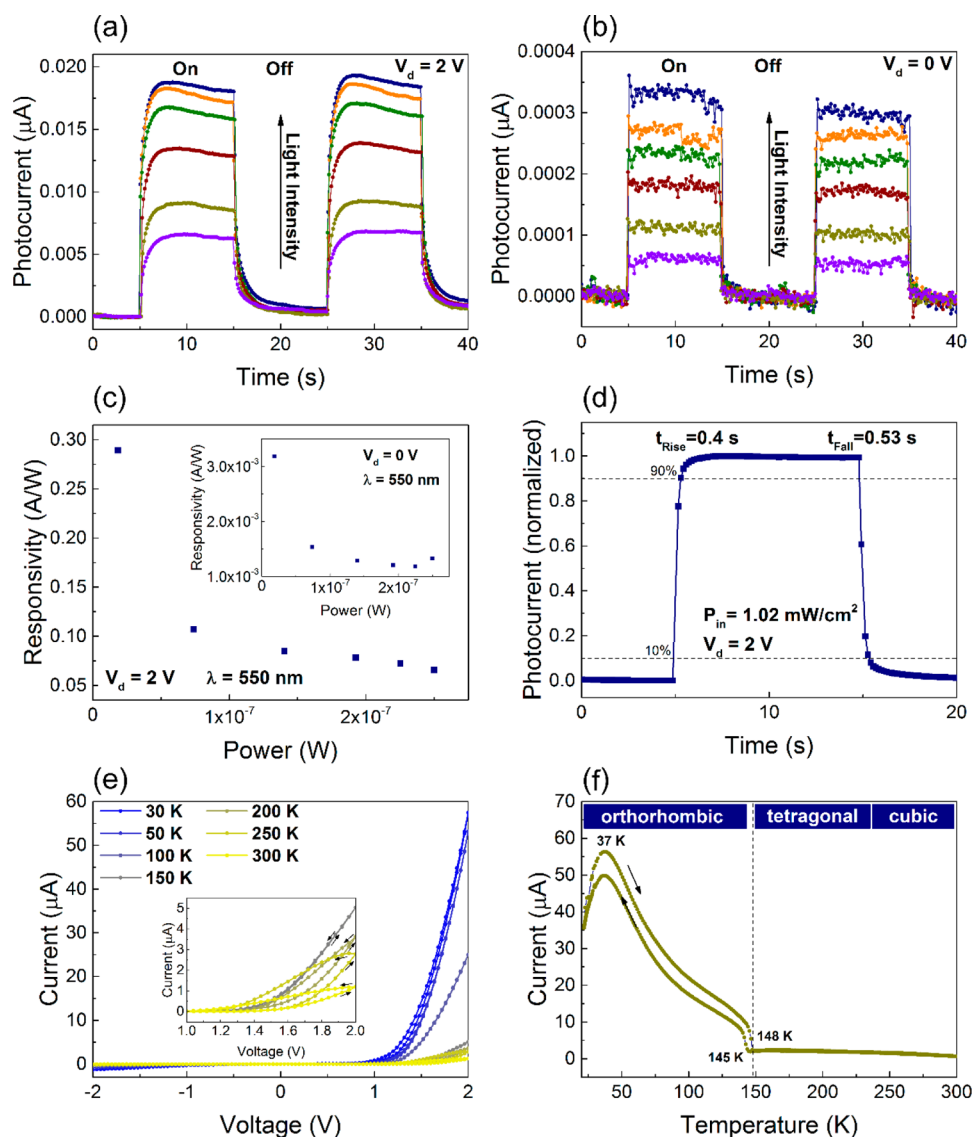 (a)
V_d = 2 V
On Off
Light Intensity
0.020
0.015
0.010
0.005
0.000
Photocurrent (μA)
0 10 20 30 40
Time (s)
(b)
V_d = 0 V
On Off
Light Intensity
0.0004
0.0003
0.0002
0.0001
0.0000
Photocurrent (μA)
0 10 20 30 40
Time (s)
(c)
0.30
0.25
0.20
0.15
0.10
0.05
Responsivity (A/W)
V_d = 2 V λ = 550 nm
1x10⁻⁷ 2x10⁻⁷
Power (W)
V_d = 0 V
λ = 550 nm
3.0x10⁻³
2.0x10⁻³
1.0x10⁻³
Responsivity (A/W)
1x10⁻⁷ 2x10⁻⁷
Power (W)
(d)
t_Rise=0.4 s t_Fall=0.53 s
1.0
0.8
0.6
0.4
0.2
0.0
Photocurrent (normalized)
90%
10%
P_in= 1.02 mW/cm²
V_d = 2 V
0 10 20
Time (s)
(e)
60
50
40
30
20
10
0
Current (μA)
30 K 200 K
50 K 250 K
100 K 300 K
150 K
5
4
3
2
1
0
Current (μA)
1.0 1.2 1.4 1.6 1.8 2.0
Voltage (V)
-2 -1 0 1 2
Voltage (V)
(f)
70
60
50
40
30
20
10
0
Current (μA)
orthorhombic tetragonal cubic
37 K
148 K
145 K
50 100 150 200 250 300
Temperature (K)